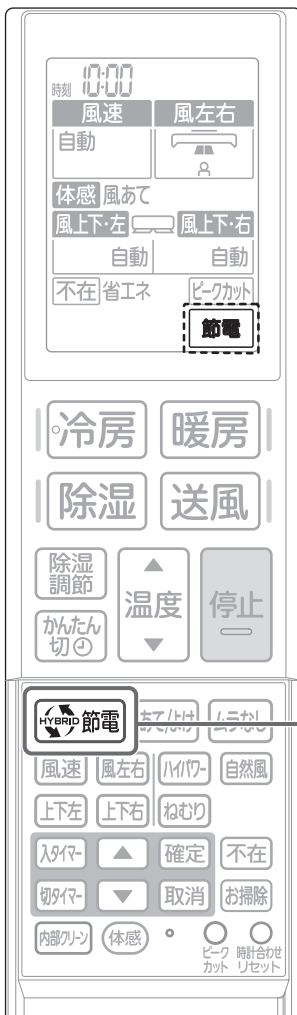 時刻 10:00
風速 風左右
自動
体感 風あて
風上下・左 風上下・右
自動 自動
不在 省エネ ピークカット
節電
冷房 暖房
除湿 送風
除湿調節
温度
停止
かんたん切
HYBRID 節電 あて/よけ ムラなし
風速 風左右 ハイパワー 自然風
上下左 上下右 ねむり
入タイマー 確定 不在
切タイマー 取消 お掃除
内部クリーン 体感
ピークカット 時計合わせ リセット